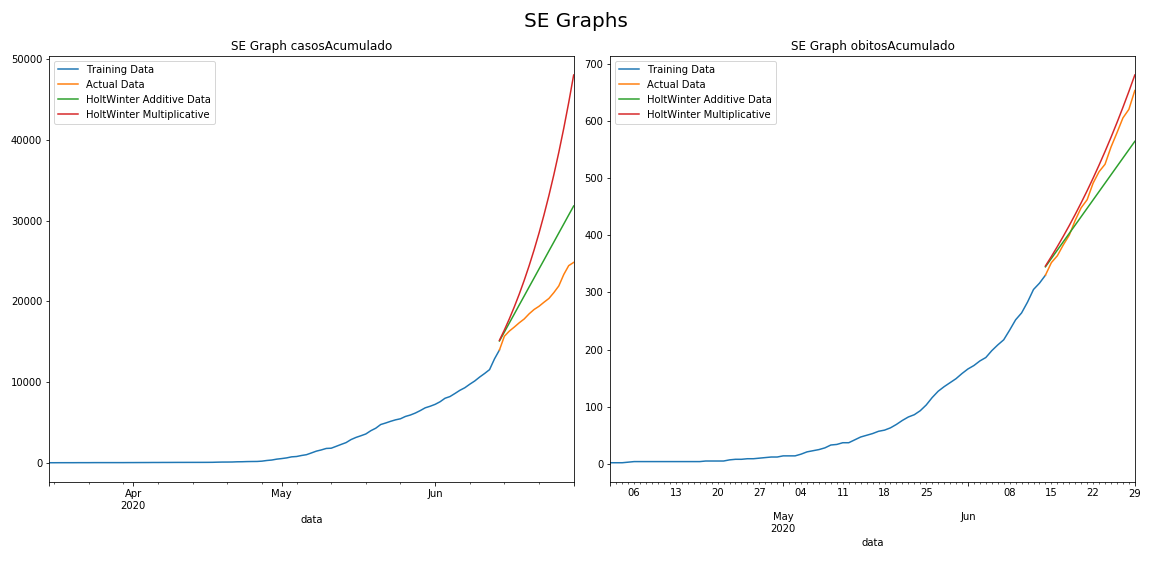 SE Graphs
SE Graph casosAcumulado
Training Data
Actual Data
HoltWinter Additive Data
HoltWinter Multiplicative
50000
40000
30000
20000
10000
0
Apr
2020
May
Jun
data
SE Graph obitosAcumulado
Training Data
Actual Data
HoltWinter Additive Data
HoltWinter Multiplicative
700
600
500
400
300
200
100
0
06 13 20 27 04 11 18 25 08 15 22 29
May Jun
2020
data